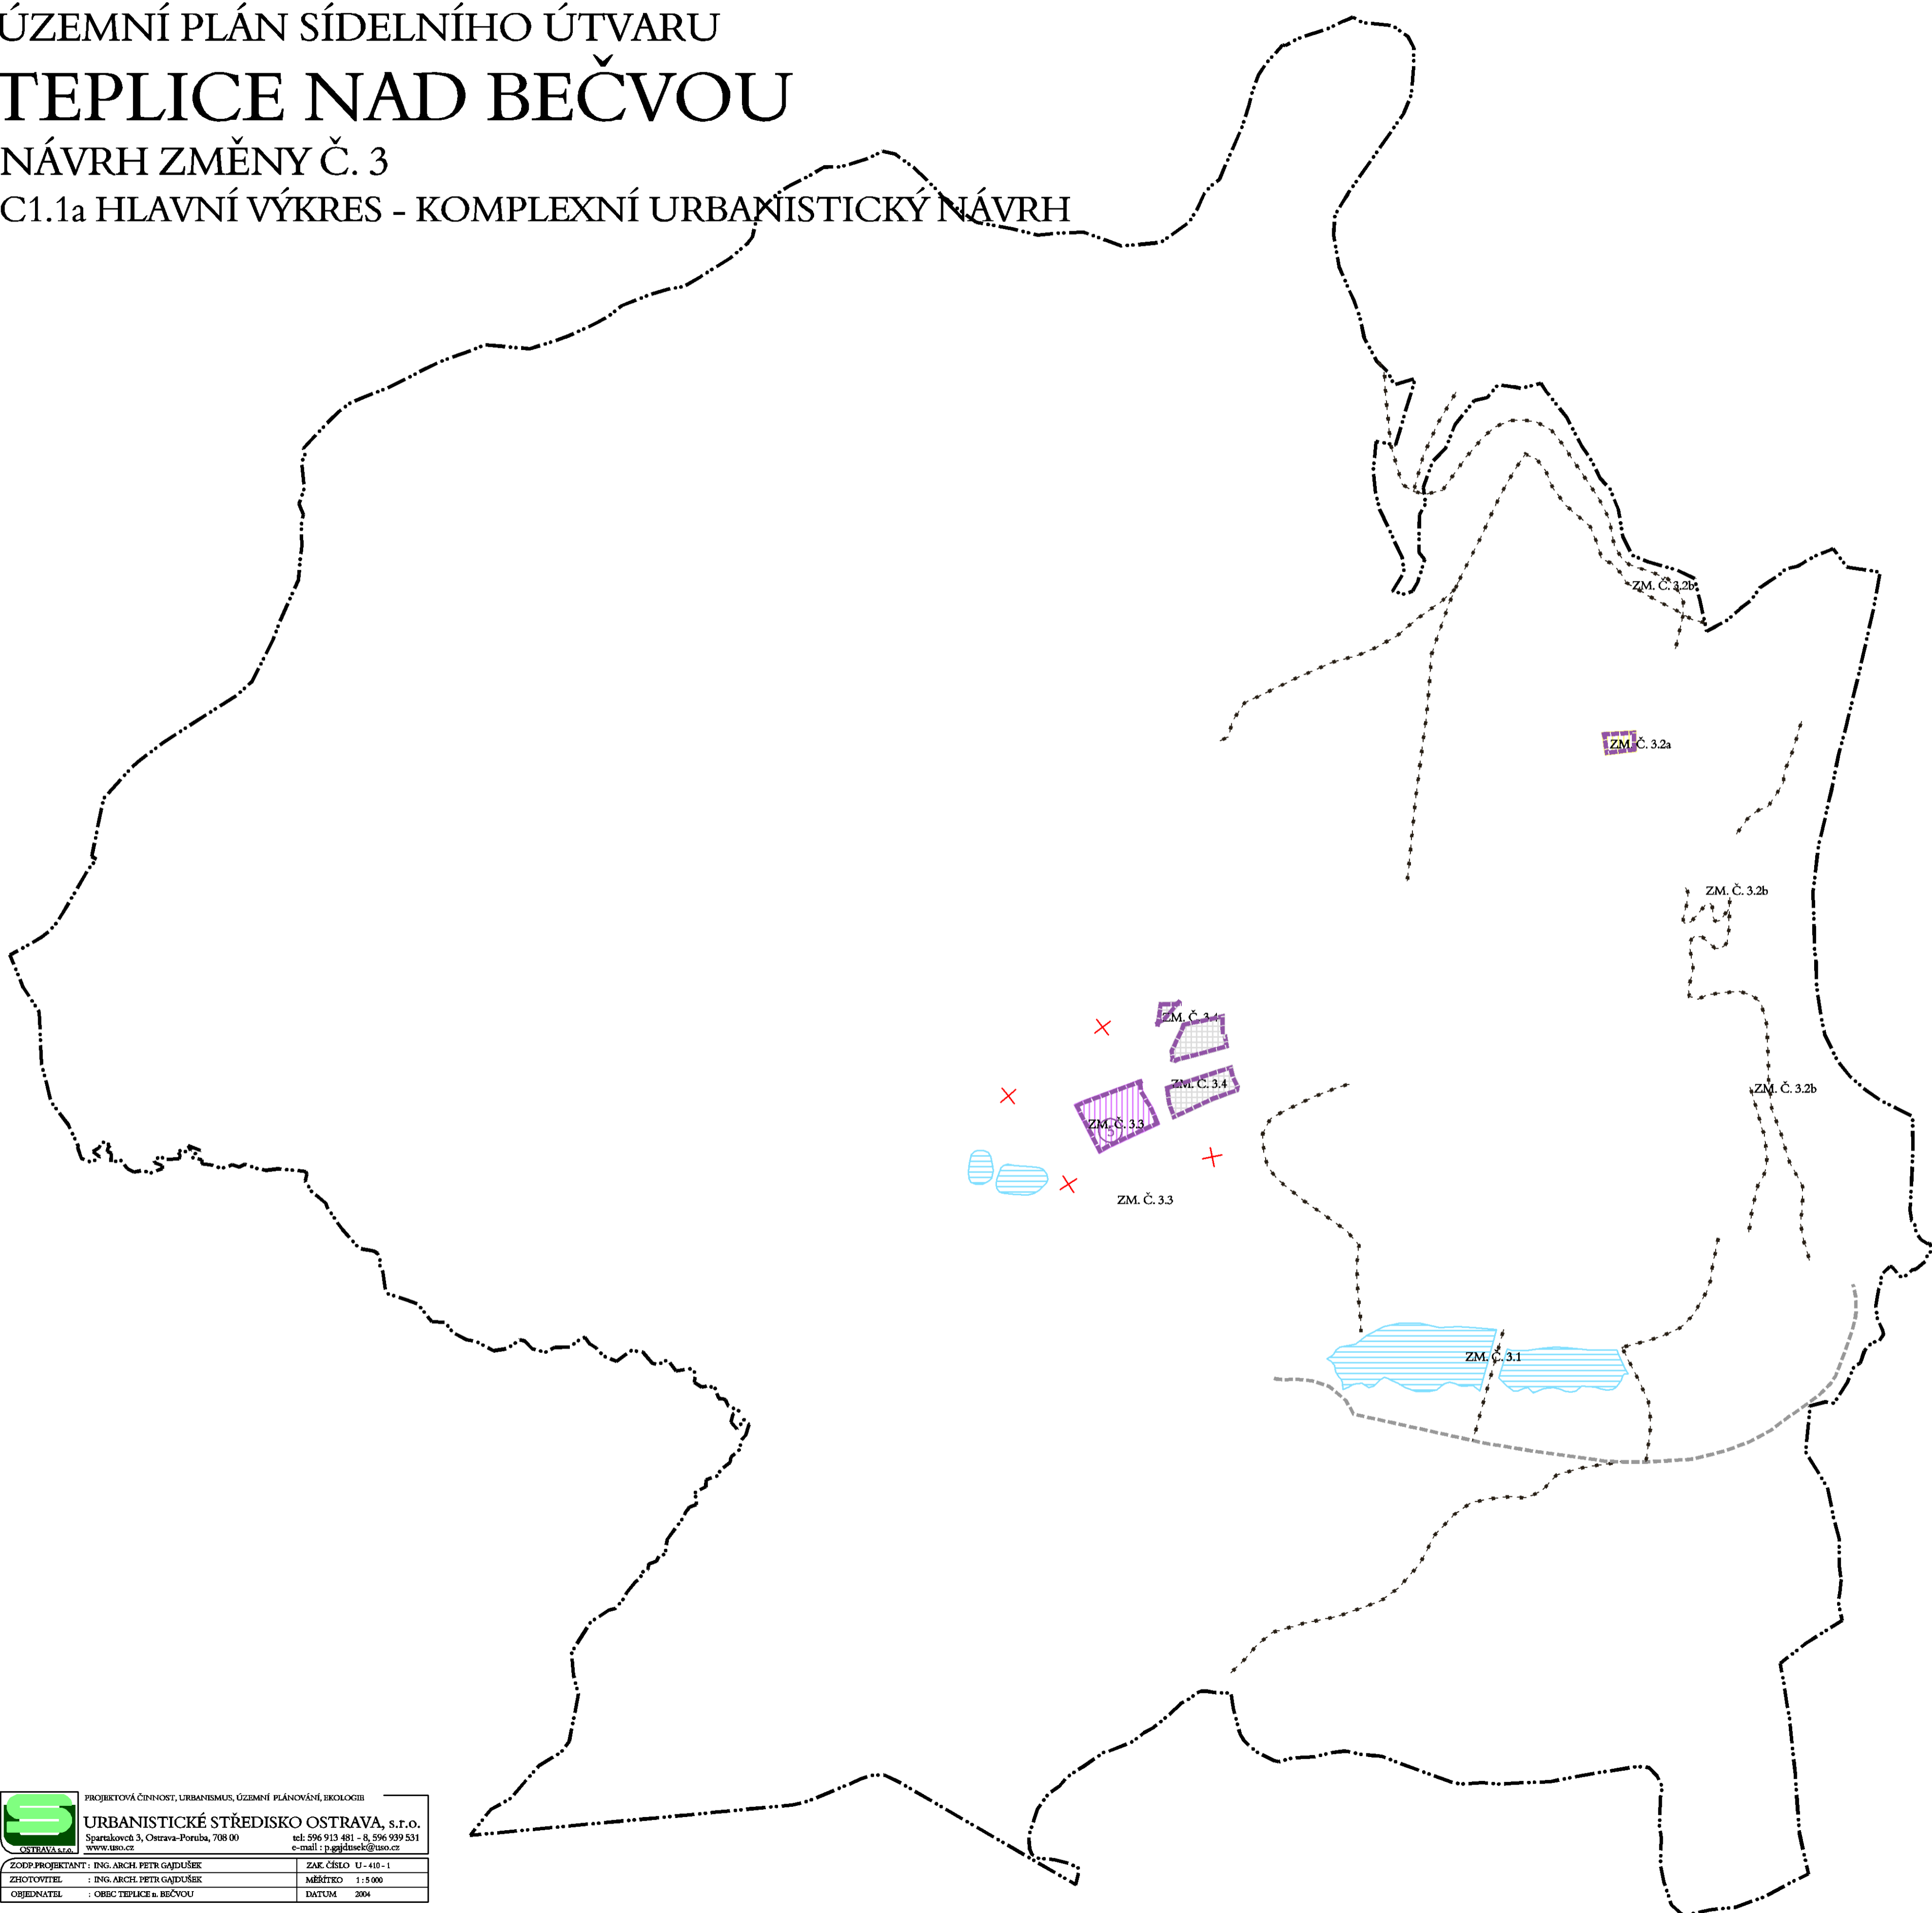 ÚZEMNÍ PLÁN SÍDELNÍHO ÚTVARU
TEPLICE NAD BEČVOU
NÁVRH ZMĚNY Č. 3
C1.1a HLAVNÍ VÝKRES - KOMPLEXNÍ URBANISTICKÝ NÁVRH
ZM. Č. 3.2b
ZM. Č. 3.2a
ZM. Č. 3.2b
ZM. Č. 3.4
ZM. Č. 3.4
ZM. Č. 3.2b
ZM. Č. 3.3
5
ZM. Č. 3.3
ZM. Č. 3.1
PROJEKTOVÁ ČINNOST, URBANISMUS, ÚZEMNÍ PLÁNOVÁNÍ, EKOLOGIE
URBANISTICKÉ STŘEDISKO OSTRAVA, s.r.o.
Spartakovců 3, Ostrava-Poruba, 708 00 tel: 596 913 481 - 8, 596 939 531
www.uso.cz e-mail : p.gajdusek@uso.cz
OSTRAVA s.r.o.
ZODP.PROJEKTANT : ING. ARCH. PETR GAJDUŠEK ZAK. ČÍSLO U - 410 - 1
ZHOTOVITEL : ING. ARCH. PETR GAJDUŠEK MĚŘÍTKO 1 : 5 000
OBJEDNATEL : OBEC TEPLICE n. BEČVOU DATUM 2004